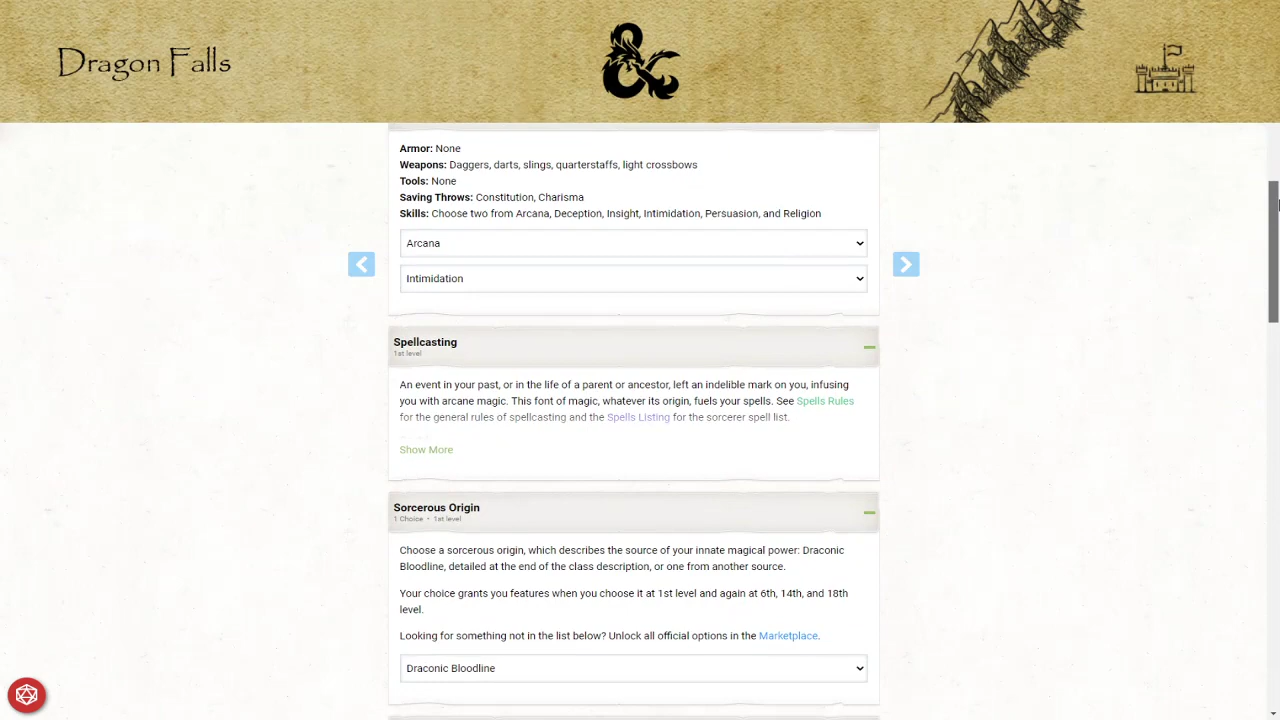 Dragon Falls
Armor: None
Weapons: Daggers, darts, slings, quarterstaffs, light crossbows
Tools: None
Saving Throws: Constitution, Charisma
Skills: Choose two from Arcana, Deception, Insight, Intimidation, Persuasion, and Religion
Arcana
Intimidation
Spellcasting
1st level
An event in your past, or in the life of a parent or ancestor, left an indelible mark on you, infusing
you with arcane magic. This font of magic, whatever its origin, fuels your spells. See Spells Rules
for the general rules of spellcasting and the Spells Listing for the sorcerer spell list.
Show More
Sorcerous Origin
1 Choice • 1st level
Choose a sorcerous origin, which describes the source of your innate magical power: Draconic
Bloodline, detailed at the end of the class description, or one from another source.
Your choice grants you features when you choose it at 1st level and again at 6th, 14th, and 18th
level.
Looking for something not in the list below? Unlock all official options in the Marketplace.
Draconic Bloodline